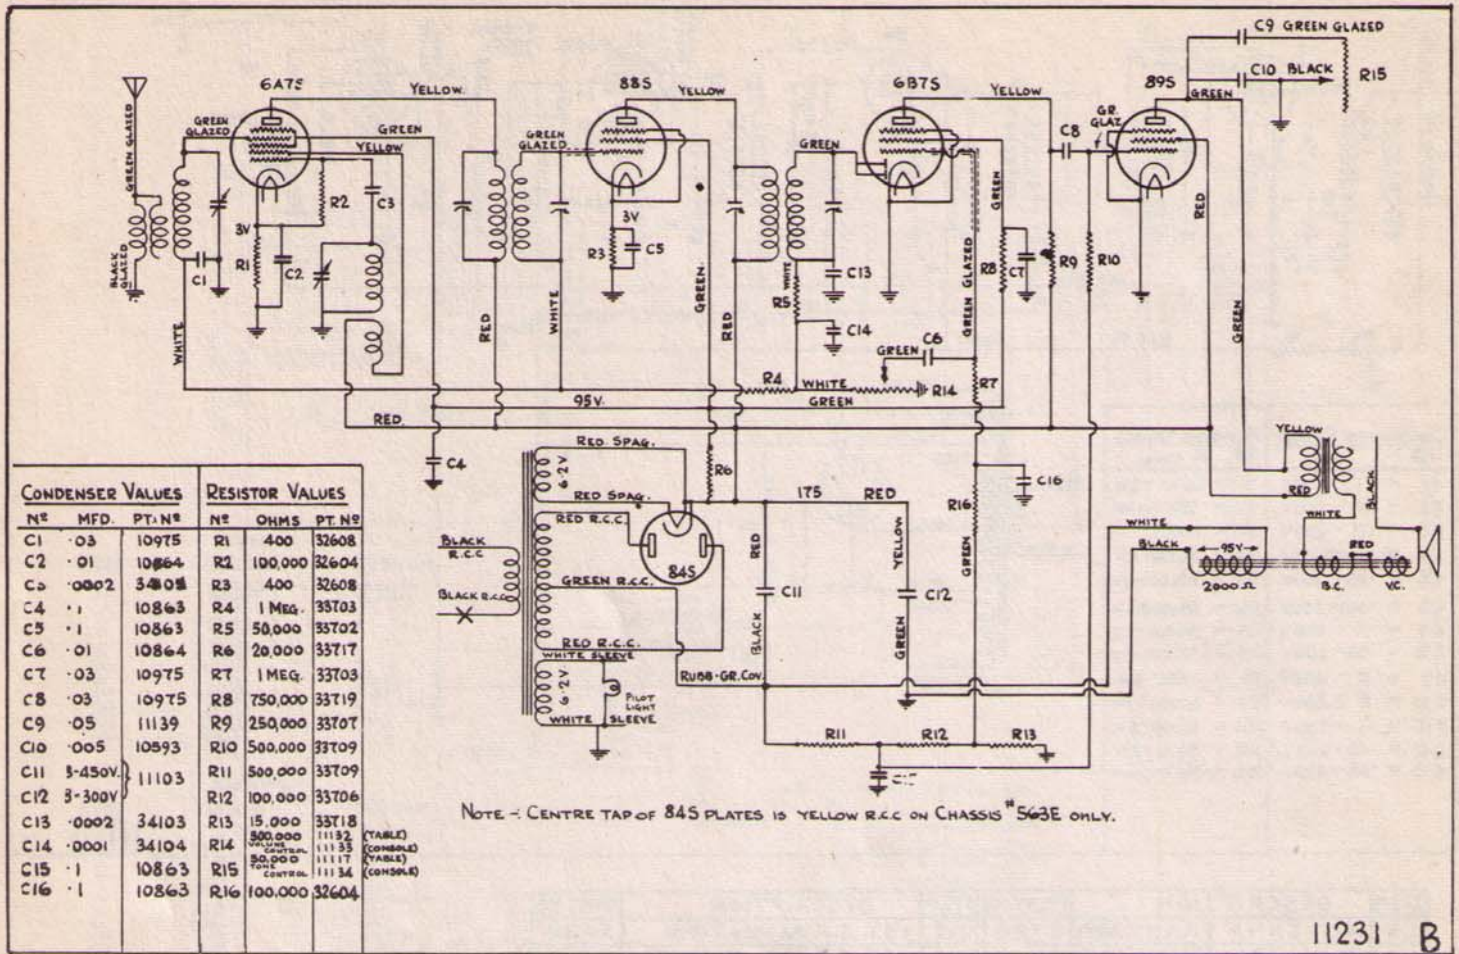 C9 GREEN GLAZED
C10 BLACK
R15
GREEN
6A7S
YELLOW
88S
YELLOW
6B7S
YELLOW
89S
GREEN GLAZED
GREEN
YELLOW
GREEN GLAZED
GREEN GLAZED
GREEN
C8
GR. GLAZ.
R2
C3
3V
R1
C2
C1
BLACK GLAZED
WHITE
RED
WHITE
3V
R3
C5
GREEN.
RED
WHITE
R5
C13
C14
GREEN
C6
GREEN GLAZED
GREEN GLAZED
GREEN
R8
C7
R9
R10
RED
GREEN
R4
WHITE
R14
R7
95V.
GREEN
RED.
C4
RED SPAG.
6·2V
RED SPAG.
R6
175 RED
C16
R16
GREEN
YELLOW
RED
WHITE
BLACK
RED R.C.C.
BLACK
R.C.C
84S
GREEN R.C.C.
BLACK R.C.C
RED R.C.C.
WHITE SLEEVE
6·2V
PILOT LIGHT
WHITE SLEEVE
RUBB-GR.COV.
RED
C11
BLACK
YELLOW
C12
GREEN
WHITE
BLACK
95V
2000 Ω
RED
B.C.
V.C.
R11
R12
R13
CONDENSER VALUES RESISTOR VALUES
Nº MFD. PT. Nº Nº OHMS PT. Nº
C1 ·03 10975 R1 400 32608
C2 ·01 10864 R2 100,000 32604
·0002 R3 400 32608
C4 ·1 10863 R4 1 MEG. 33703
C5 ·1 10863 R5 50,000 33702
C6 ·01 10864 R6 20,000 33717
C7 ·03 10975 R7 1 MEG. 33703
C8 ·03 10975 R8 750,000 33719
C9 ·05 11139 R9 250,000 33707
C10 ·005 10593 R10 500,000 33709
C11 8-450V. 11103 R11 500,000 33709
C12 8-300V R12 100,000 33706
C13 ·0002 34103 R13 15,000 33718
C14 ·0001 34104 R14 500,000 VOLUME CONTROL 11132 (TABLE) 11133 (CONSOLE)
C15 ·1 10863 R15 50,000 TONE CONTROL 11117 (TABLE) 11134 (CONSOLE)
C16 ·1 10863 R16 100,000 32604
NOTE - CENTRE TAP OF 84S PLATES IS YELLOW R.C.C ON CHASSIS #563E ONLY.
11231 B